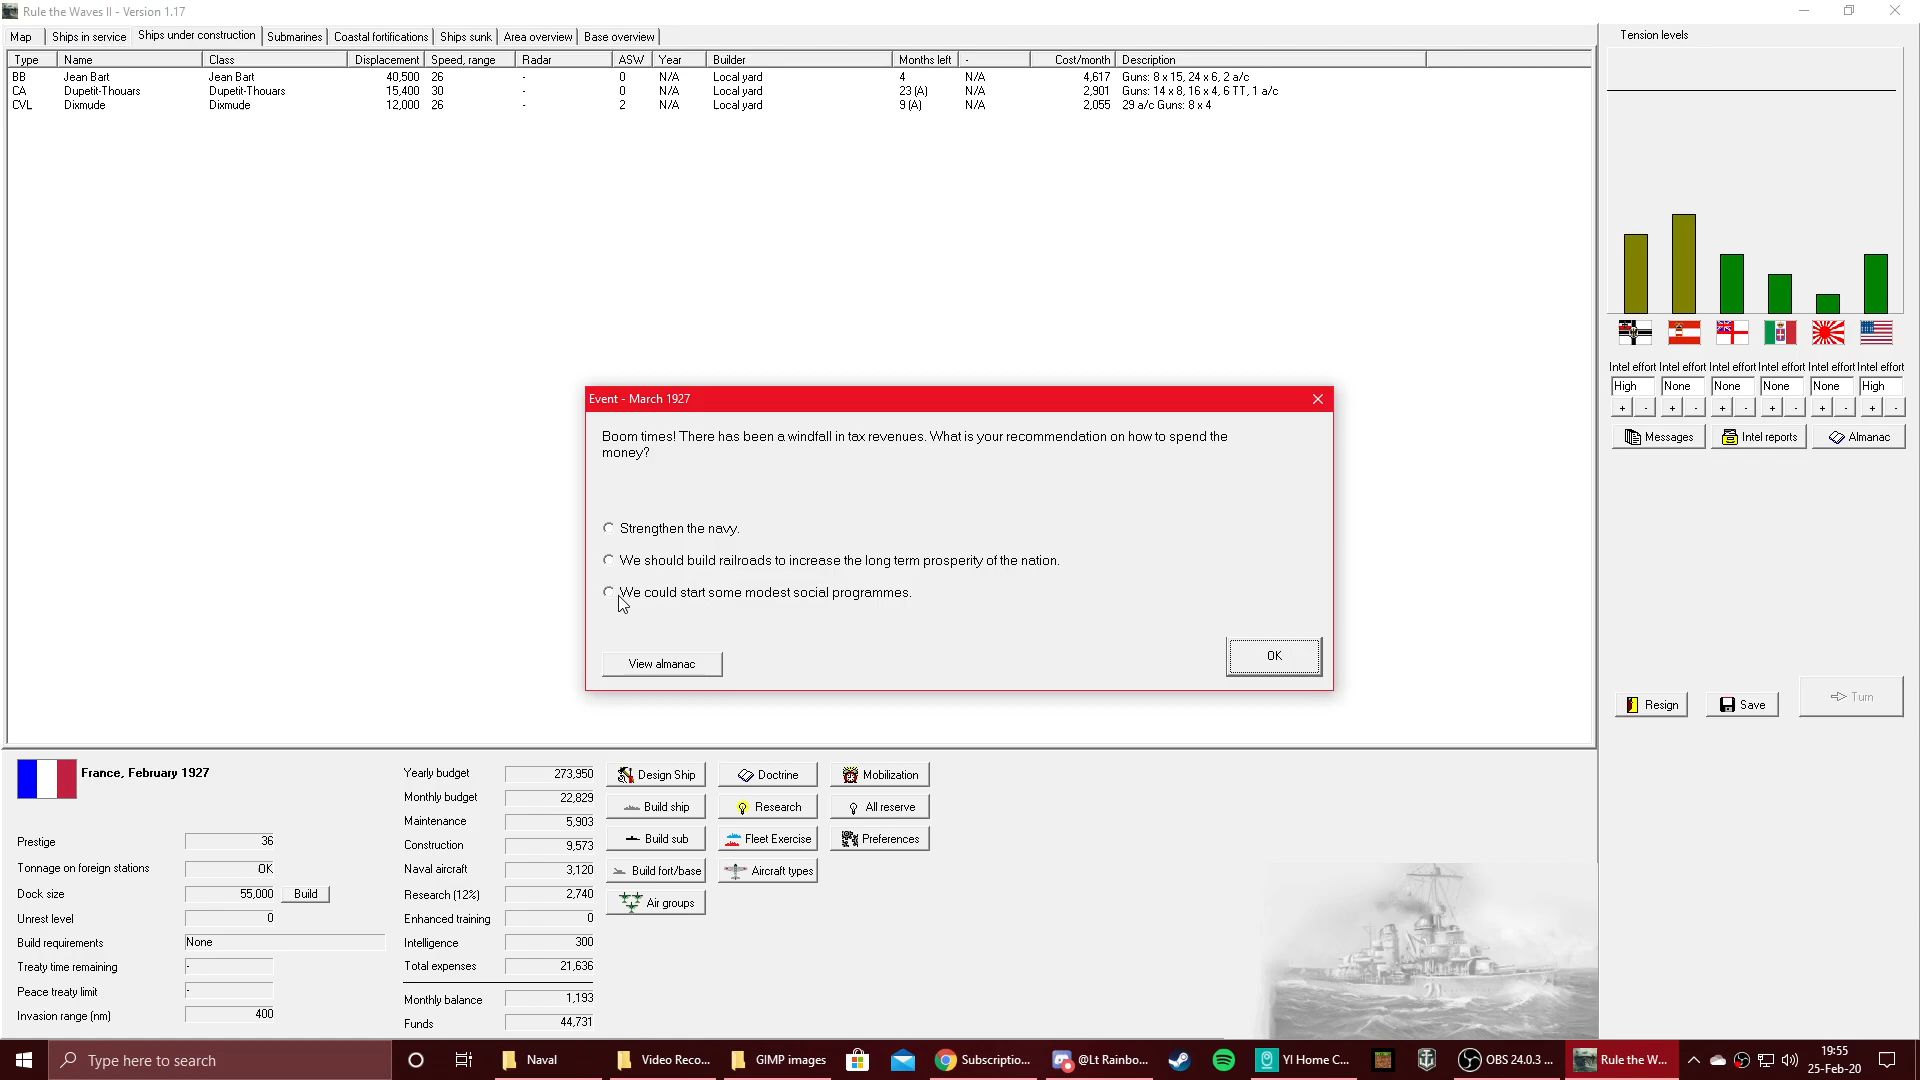 Rule the Waves II - Version 1.17
Map Ships in service Ships under construction Submarines Coastal fortifications Ships sunk Area overview Base overview
Type Name Class Displacement Speed, range Radar ASW Year Builder Months left - Cost/month Description
BB Jean Bart Jean Bart 40,500 26 - 0 N/A Local yard 4 N/A 4,617 Guns: 8 x 15, 24 x 6, 2 a/c
CA Dupetit-Thouars Dupetit-Thouars 15,400 30 - 0 N/A Local yard 23 (A) N/A 2,901 Guns: 14 x 8, 16 x 4, 6 TT, 1 a/c
CVL Dixmude Dixmude 12,000 26 - 2 N/A Local yard 9 (A) N/A 2,055 29 a/c Guns: 8 x 4
Tension levels
Intel effort Intel effort Intel effort Intel effort Intel effort Intel effort
High None None None None High
+ - + - + - + - + - + -
Messages Intel reports Almanac
Event - March 1927
Boom times! There has been a windfall in tax revenues. What is your recommendation on how to spend the
money?
Strengthen the navy.
We should build railroads to increase the long term prosperity of the nation.
We could start some modest social programmes.
View almanac
OK
Resign Save Turn
France, February 1927
Prestige 36
Tonnage on foreign stations OK
Dock size 55,000 Build
Unrest level 0
Build requirements None
Treaty time remaining -
Peace treaty limit -
Invasion range (nm) 400
Yearly budget 273,950
Monthly budget 22,829
Maintenance 5,903
Construction 9,573
Naval aircraft 3,120
Research (12%) 2,740
Enhanced training 0
Intelligence 300
Total expenses 21,636
Monthly balance 1,193
Funds 44,731
Design Ship Doctrine Mobilization
Build ship Research All reserve
Build sub Fleet Exercise Preferences
Build fort/base Aircraft types
Air groups
Type here to search
Naval
Video Reco...
GIMP images
Subscriptio...
@Lt Rainbo...
YI Home C...
OBS 24.0.3 ...
Rule the W...
19:55
25-Feb-20